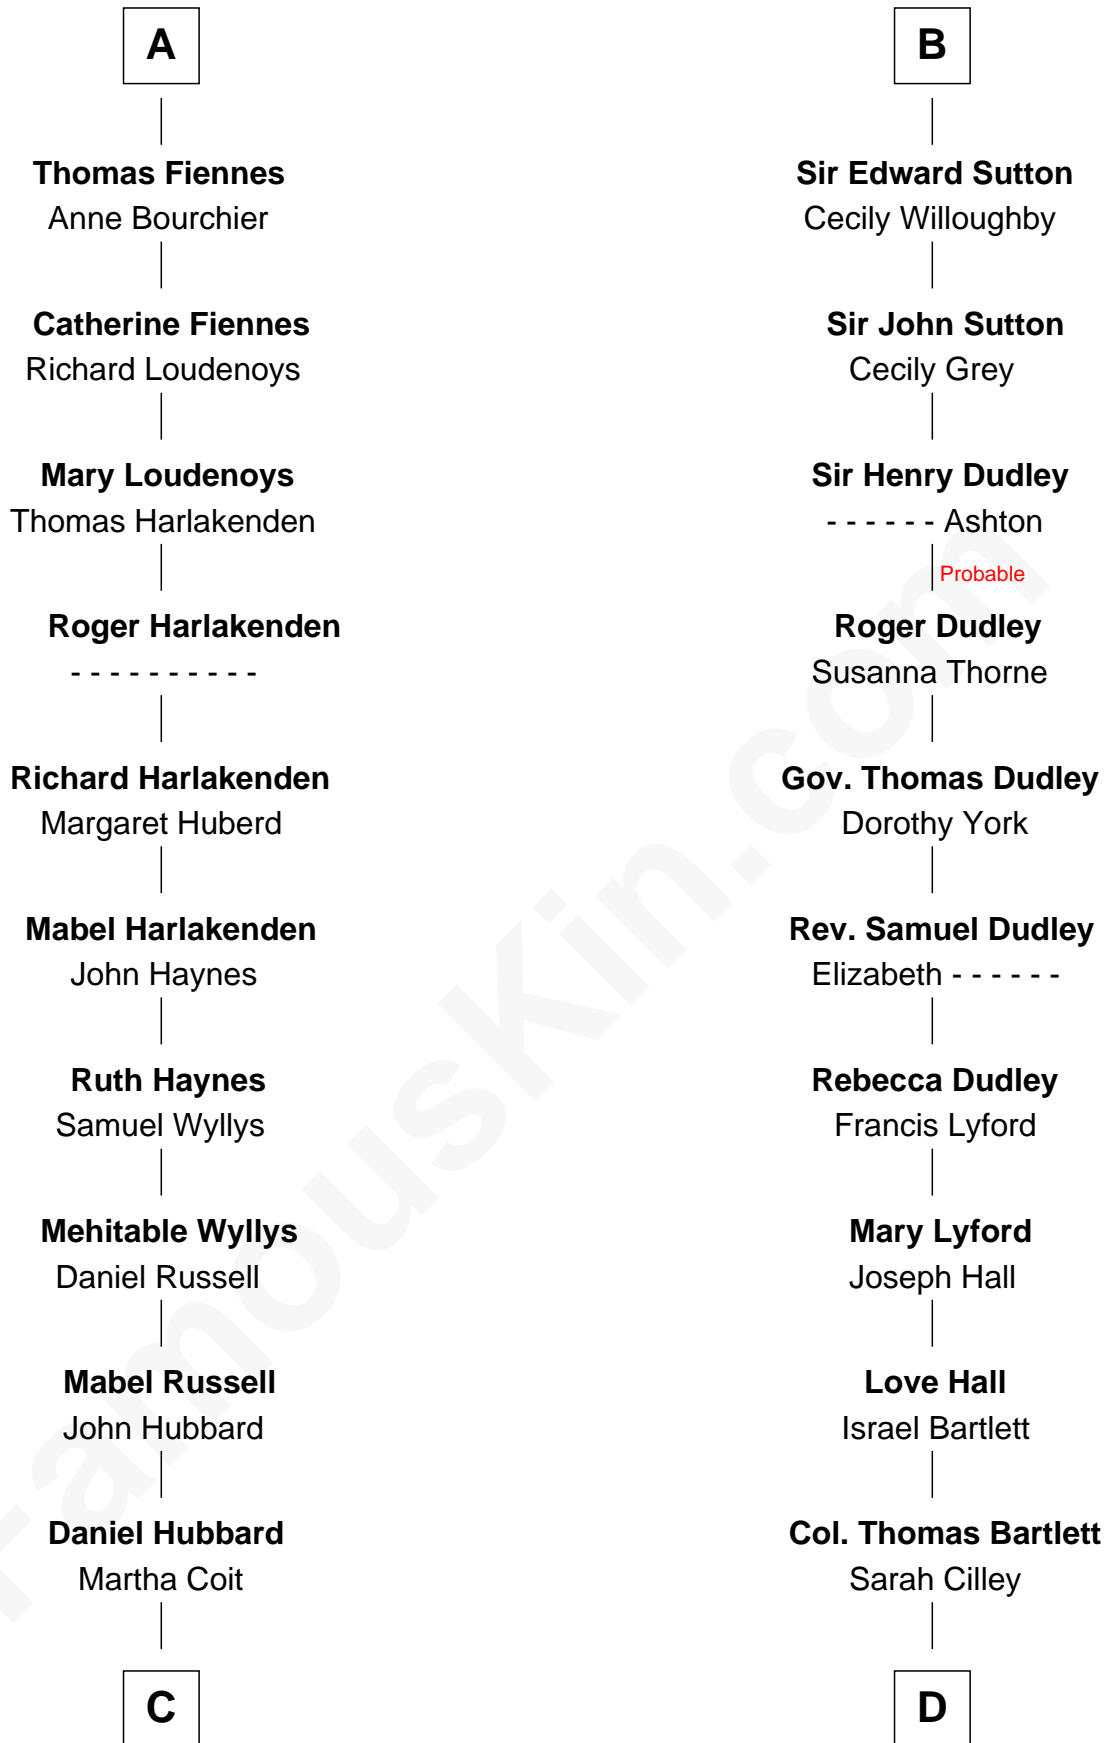 A
Thomas Fiennes
Anne Bourchier
Catherine Fiennes
Richard Loudenoys
Mary Loudenoys
Thomas Harlakenden
Roger Harlakenden
- - - - - - - - - -
Richard Harlakenden
Margaret Huberd
Mabel Harlakenden
John Haynes
Ruth Haynes
Samuel Wyllys
Mehitable Wyllys
Daniel Russell
Mabel Russell
John Hubbard
Daniel Hubbard
Martha Coit
C
B
Sir Edward Sutton
Cecily Willoughby
Sir John Sutton
Cecily Grey
Sir Henry Dudley
- - - - - - Ashton
Probable
Roger Dudley
Susanna Thorne
Gov. Thomas Dudley
Dorothy York
Rev. Samuel Dudley
Elizabeth - - - - - -
Rebecca Dudley
Francis Lyford
Mary Lyford
Joseph Hall
Love Hall
Israel Bartlett
Col. Thomas Bartlett
Sarah Cilley
D
FamousKin.com